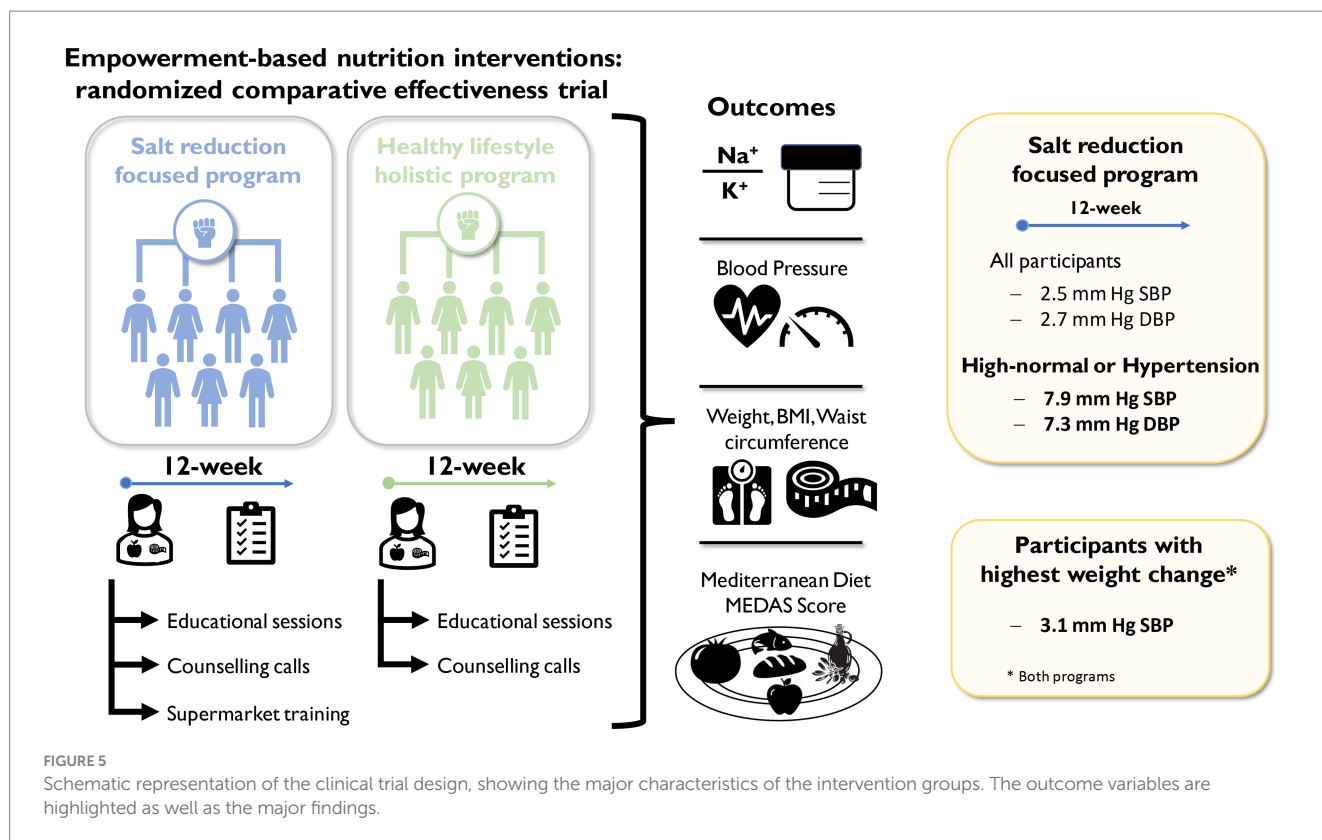 Empowerment-based nutrition interventions:
randomized comparative effectiveness trial
Salt reduction
focused program
Healthy lifestyle
holistic program
12-week
12-week
Educational sessions
Counselling calls
Supermarket training
Educational sessions
Counselling calls
Outcomes
Na⁺
K⁺
Blood Pressure
Weight, BMI, Waist
circumference
Mediterranean Diet
MEDAS Score
Salt reduction
focused program
12-week
All participants
– 2.5 mm Hg SBP
– 2.7 mm Hg DBP
High-normal or Hypertension
– 7.9 mm Hg SBP
– 7.3 mm Hg DBP
Participants with
highest weight change*
– 3.1 mm Hg SBP
* Both programs
FIGURE 5
Schematic representation of the clinical trial design, showing the major characteristics of the intervention groups. The outcome variables are
highlighted as well as the major findings.